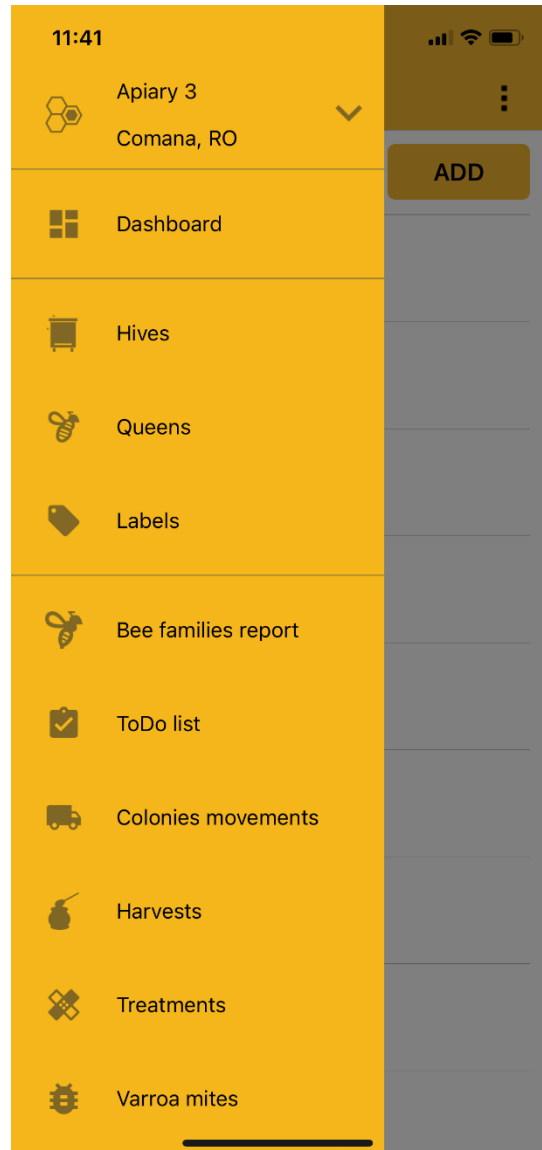 11:41
Apiary 3
Comana, RO
ADD
Dashboard
Hives
Queens
Labels
Bee families report
ToDo list
Colonies movements
Harvests
Treatments
Varroa mites